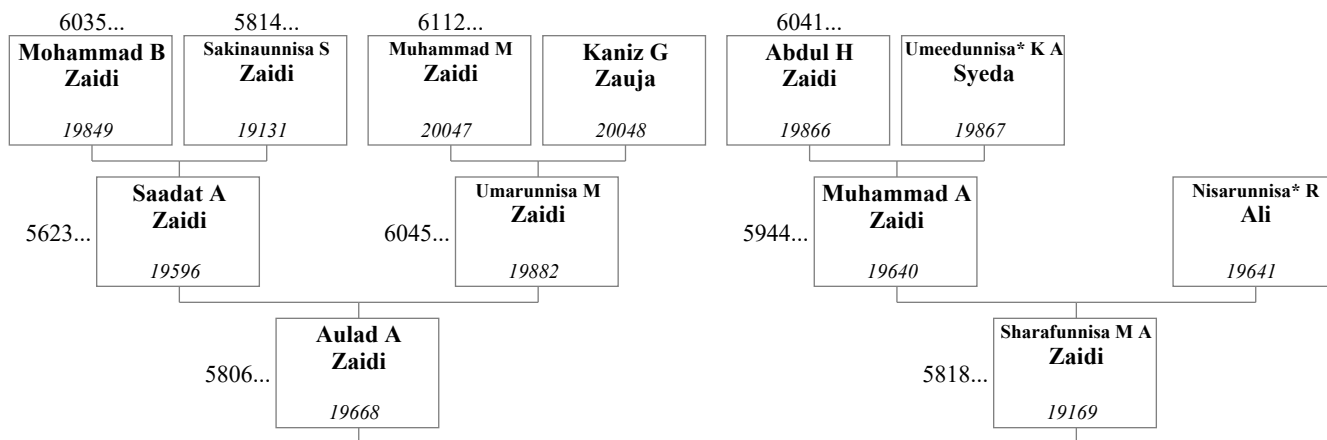 6035...
5814...
6112...
6041...
Mohammad B
Zaidi
19849
Sakinaunnisa S
Zaidi
19131
Muhammad M
Zaidi
20047
Kaniz G
Zauja
20048
Abdul H
Zaidi
19866
Umeedunnisa* K A
Syeda
19867
5623...
Saadat A
Zaidi
19596
6045...
Umarunnisa M
Zaidi
19882
5944...
Muhammad A
Zaidi
19640
Nisarunnisa* R
Ali
19641
5806...
Aulad A
Zaidi
19668
5818...
Sharafunnisa M A
Zaidi
19169